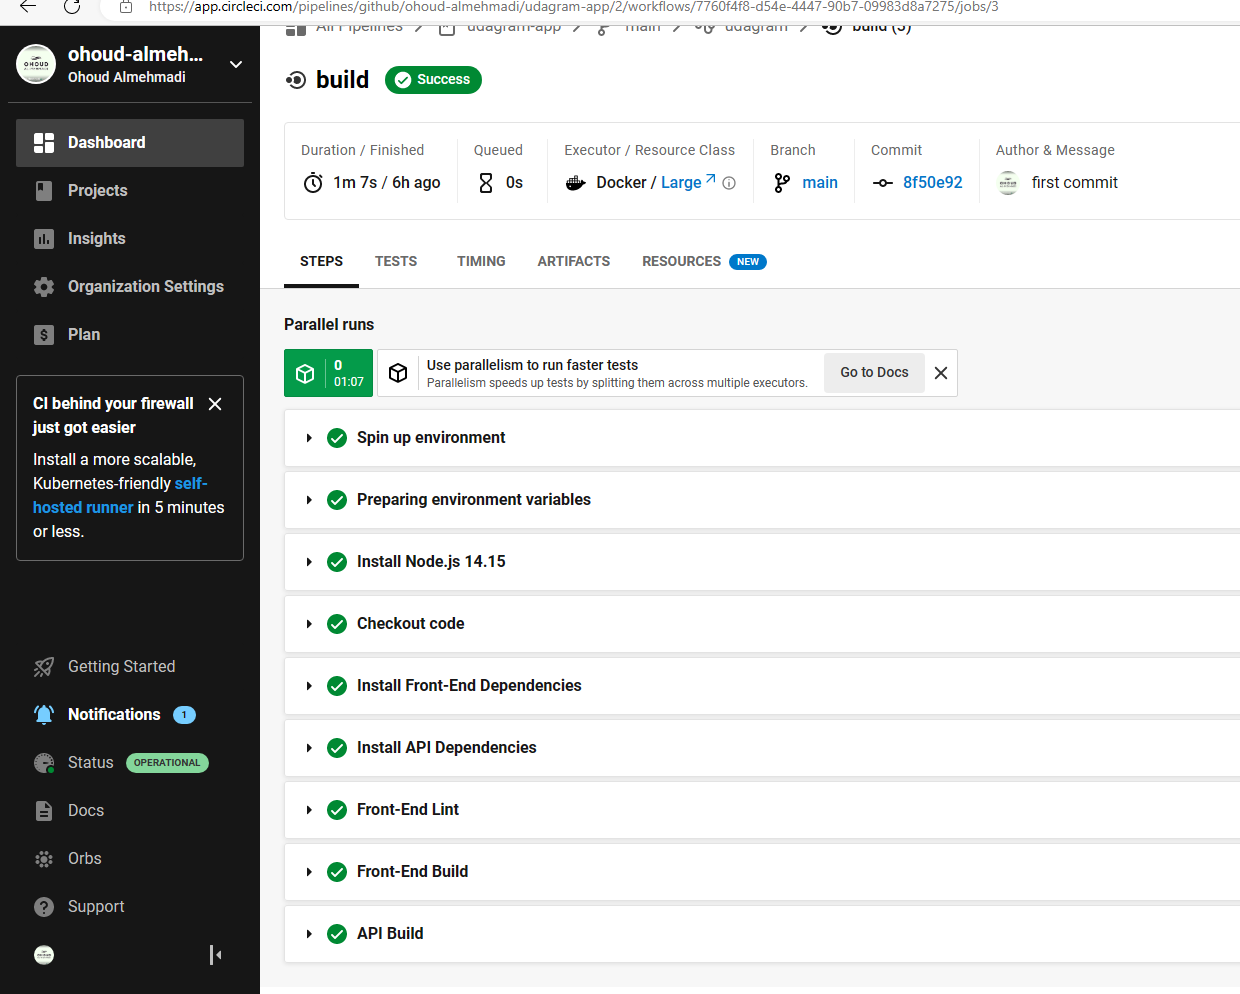 https://app.circleci.com/pipelines/github/ohoud-almehmadi/udagram-app/2/workflows/7760f4f8-d54e-4447-90b7-09983d8a7275/jobs/3
All Pipelines
udagram-app
main
udagram
build (3)
ohoud-almeh...
Ohoud Almehmadi
Dashboard
Projects
Insights
Organization Settings
Plan
CI behind your firewall
just got easier
Install a more scalable,
Kubernetes-friendly self-
hosted runner in 5 minutes
or less.
Getting Started
Notifications 1
Status OPERATIONAL
Docs
Orbs
Support
build Success
Duration / Finished
1m 7s / 6h ago
Queued
0s
Executor / Resource Class
Docker / Large
Branch
main
Commit
8f50e92
Author & Message
first commit
STEPS TESTS TIMING ARTIFACTS RESOURCES NEW
Parallel runs
0
01:07
Use parallelism to run faster tests
Parallelism speeds up tests by splitting them across multiple executors.
Go to Docs
Spin up environment
Preparing environment variables
Install Node.js 14.15
Checkout code
Install Front-End Dependencies
Install API Dependencies
Front-End Lint
Front-End Build
API Build